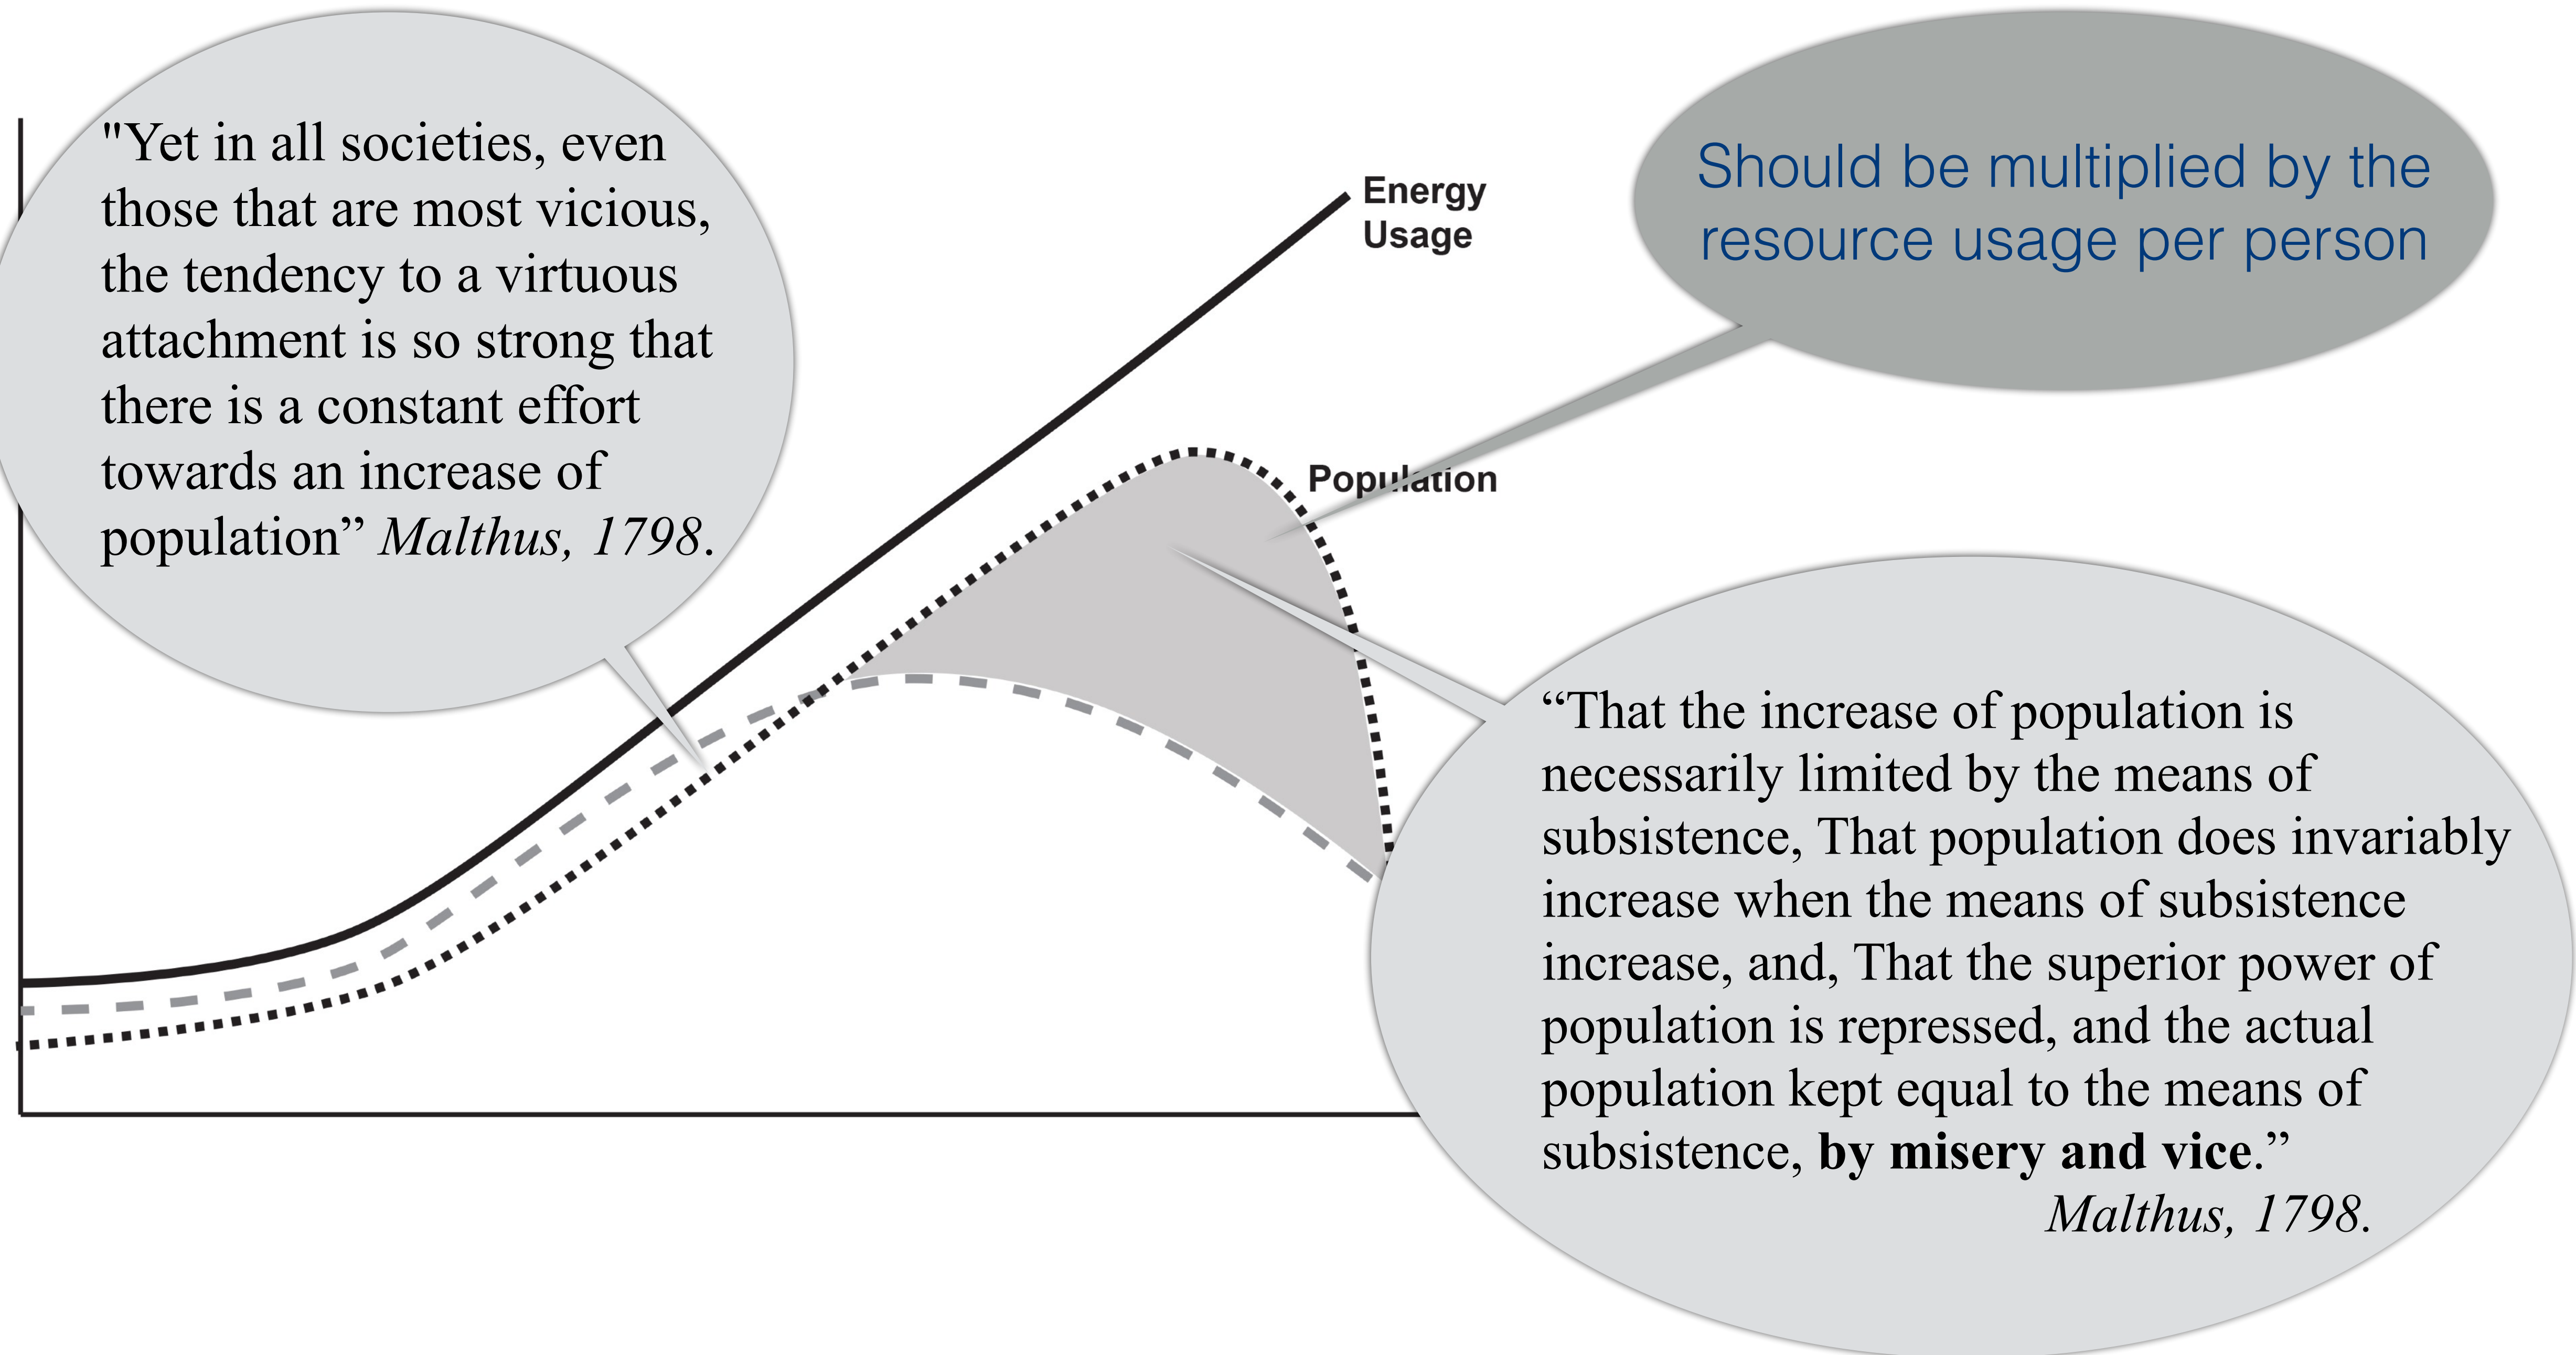 "Yet in all societies, even
those that are most vicious,
the tendency to a virtuous
attachment is so strong that
there is a constant effort
towards an increase of
population” Malthus, 1798.
Energy
Usage
Should be multiplied by the
resource usage per person
Population
“That the increase of population is
necessarily limited by the means of
subsistence, That population does invariably
increase when the means of subsistence
increase, and, That the superior power of
population is repressed, and the actual
population kept equal to the means of
subsistence, by misery and vice.”
Malthus, 1798.